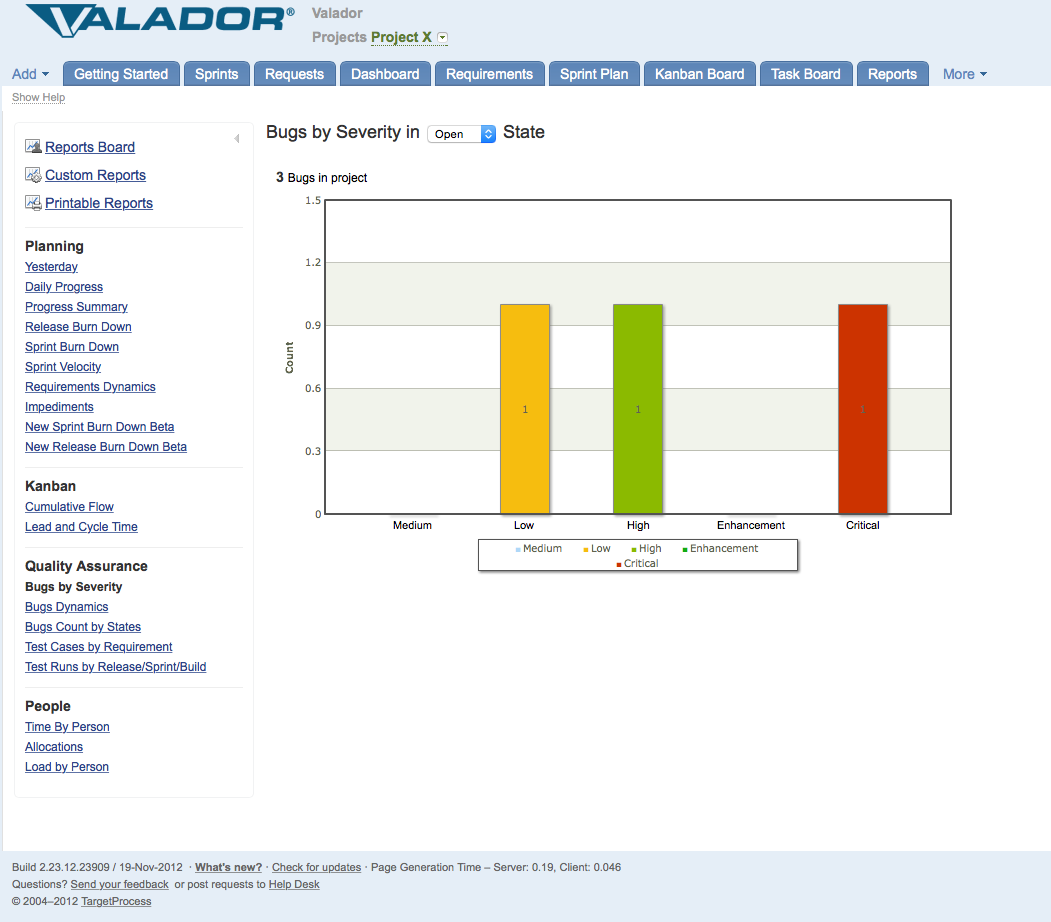 VALADOR®
Valador
Projects Project X
Add Getting Started Sprints Requests Dashboard Requirements Sprint Plan Kanban Board Task Board Reports More
Show Help
Reports Board
Custom Reports
Printable Reports
Planning
Yesterday
Daily Progress
Progress Summary
Release Burn Down
Sprint Burn Down
Sprint Velocity
Requirements Dynamics
Impediments
New Sprint Burn Down Beta
New Release Burn Down Beta
Kanban
Cumulative Flow
Lead and Cycle Time
Quality Assurance
Bugs by Severity
Bugs Dynamics
Bugs Count by States
Test Cases by Requirement
Test Runs by Release/Sprint/Build
People
Time By Person
Allocations
Load by Person
Bugs by Severity in Open State
3 Bugs in project
1.5
1.2
0.9
0.6
0.3
0
Count
1 1 1
Medium Low High Enhancement Critical
Medium Low High Enhancement
Critical
Build 2.23.12.23909 / 19-Nov-2012 · What's new? · Check for updates · Page Generation Time – Server: 0.19, Client: 0.046
Questions? Send your feedback or post requests to Help Desk
© 2004–2012 TargetProcess